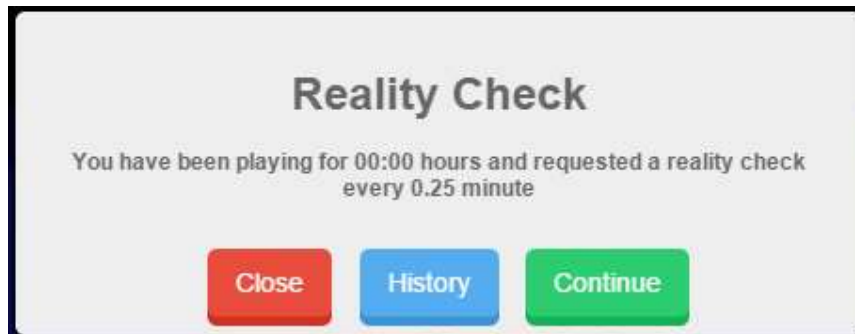 Reality Check
You have been playing for 00:00 hours and requested a reality check
every 0.25 minute
Close History Continue